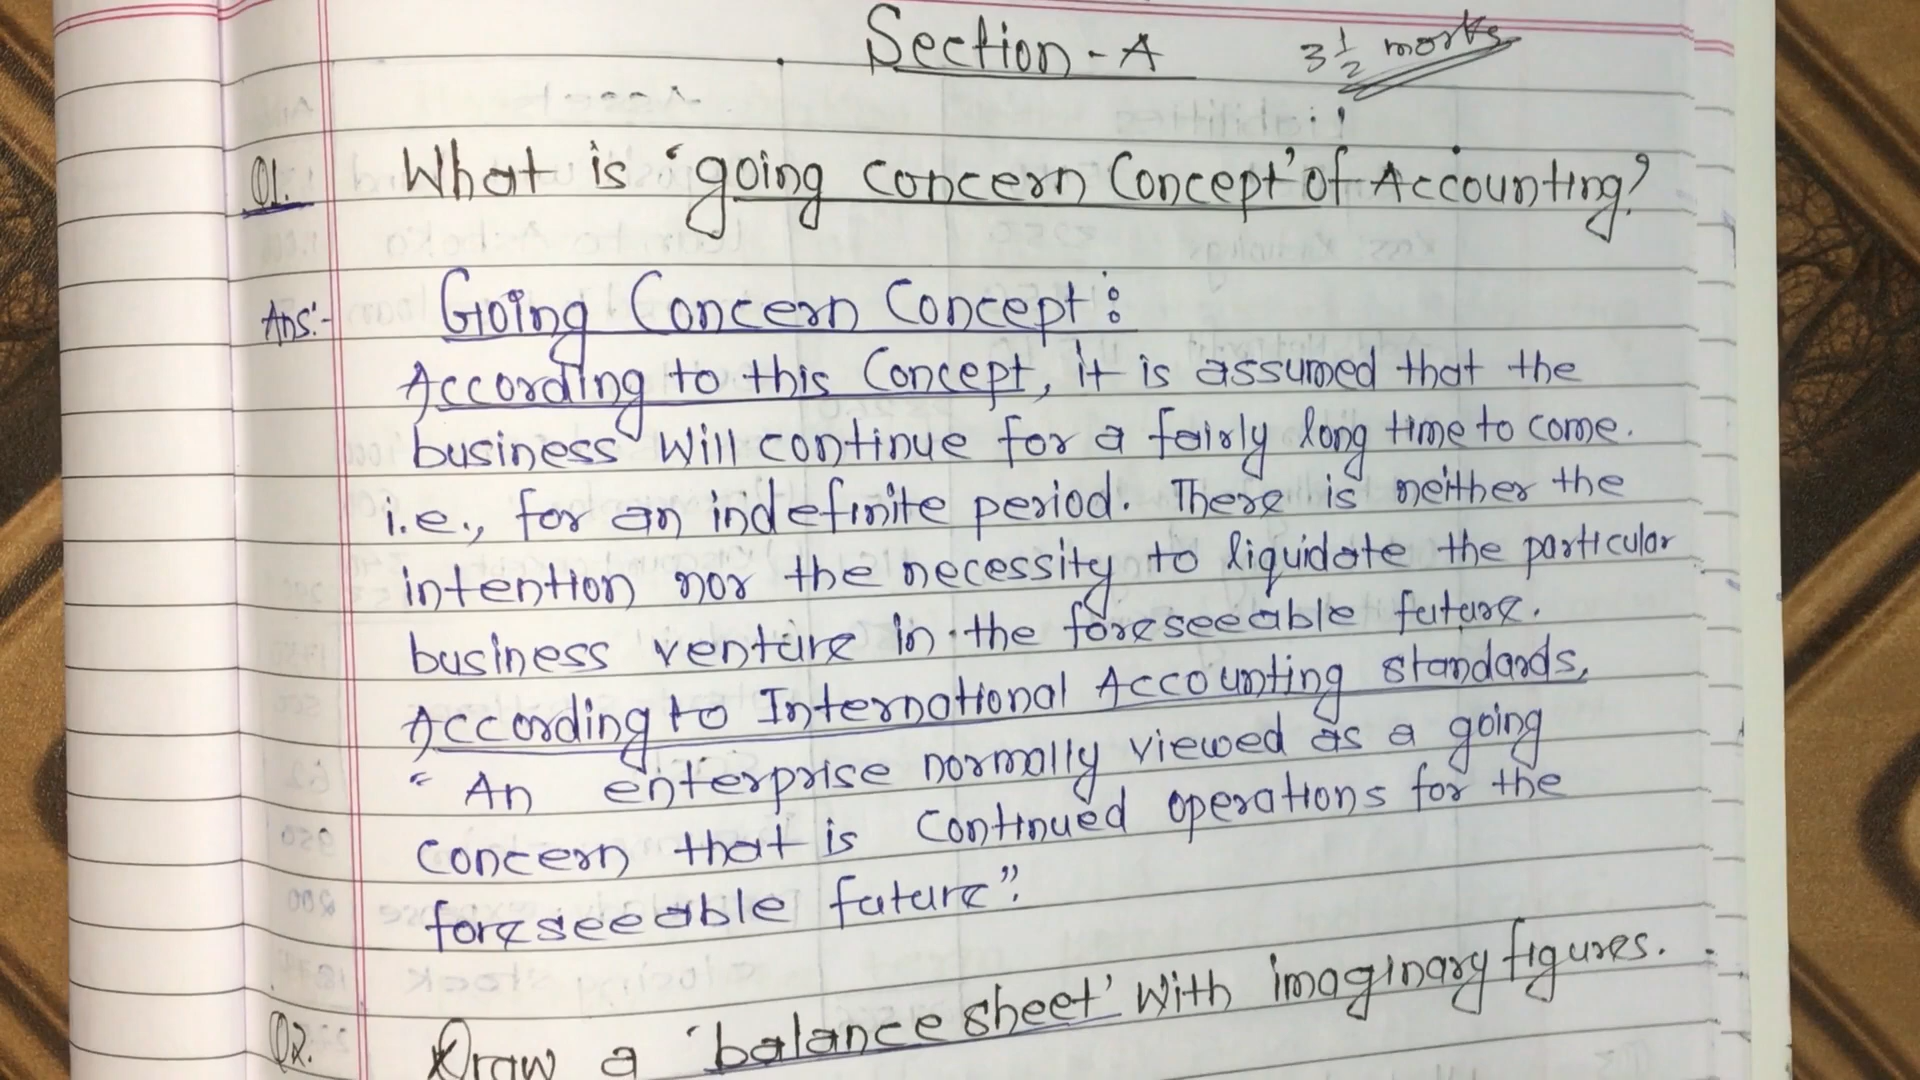 Section-A 3 1/2 marks
Q1. What is 'going concern Concept' of Accounting?
Ans:- Going Concern Concept:
According to this Concept, it is assumed that the
business will continue for a fairly long time to come.
i.e., for an indefinite period. There is neither the
intention nor the necessity to liquidate the particular
business venture in the foreseeable future.
According to International Accounting standards,
" An enterprise normally viewed as a going
concern that is continued operations for the
foreseeable future".
Q2. Draw a 'balance sheet' with imaginary figures.